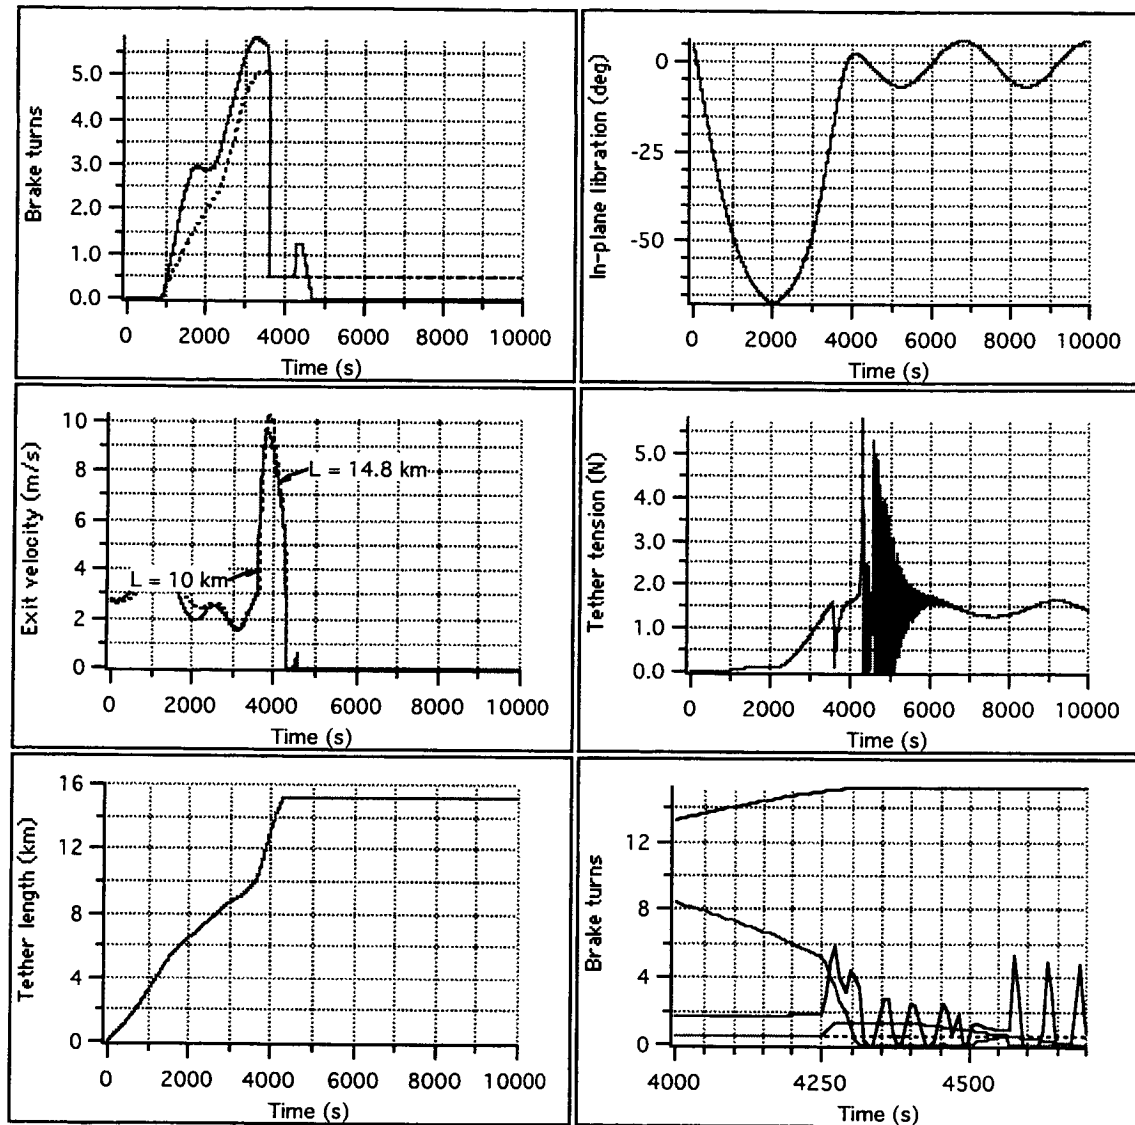 Brake turns
5.0
4.0
3.0
2.0
1.0
0.0
0 2000 4000 6000 8000 10000
Time (s)
In-plane libration (deg)
0
-25
-50
0 2000 4000 6000 8000 10000
Time (s)
Exit velocity (m/s)
10
8
6
4
2
0
L = 14.8 km
L = 10 km
0 2000 4000 6000 8000 10000
Time (s)
Tether tension (N)
5.0
4.0
3.0
2.0
1.0
0.0
0 2000 4000 6000 8000 10000
Time (s)
Tether length (km)
16
12
8
4
0
0 2000 4000 6000 8000 10000
Time (s)
Brake turns
12
8
4
0
4000 4250 4500
Time (s)